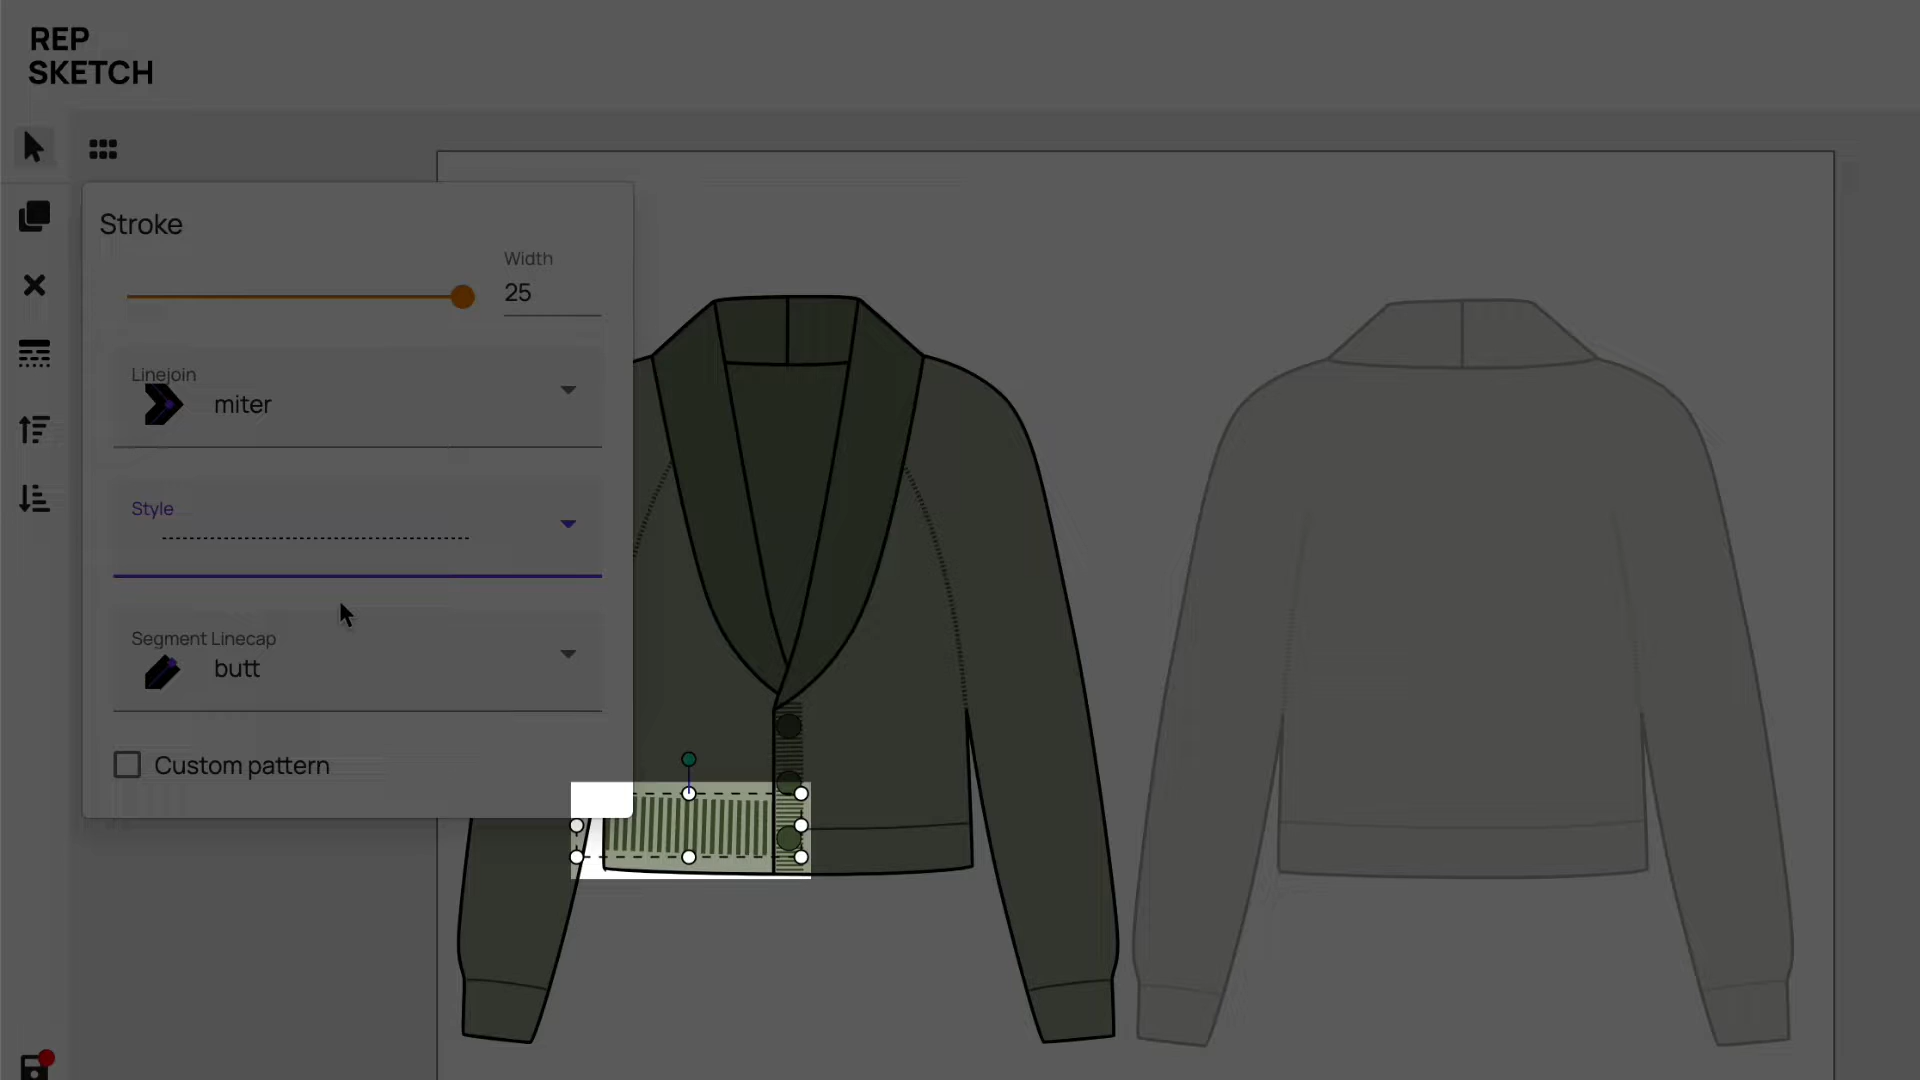 REP
SKETCH
Stroke
Width
25
Linejoin
miter
Style
Segment Linecap
butt
Custom pattern